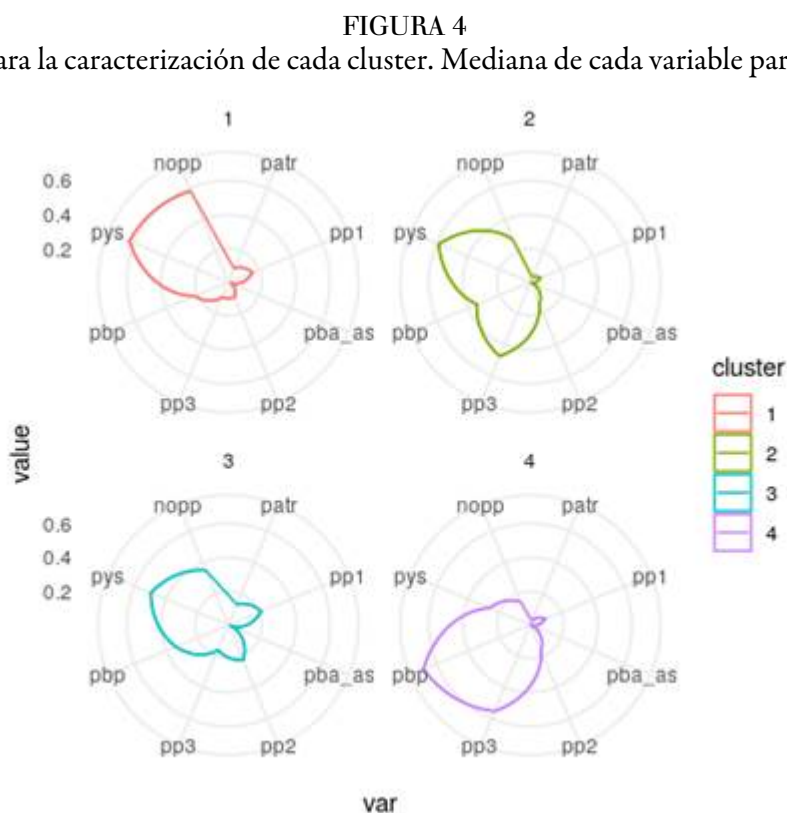 FIGURA 4
para la caracterización de cada cluster. Mediana de cada variable par
1
nopp
patr
0.6
0.4
0.2
pys
pp1
pbp
pba_as
pp3
pp2
2
nopp
patr
pys
pp1
pbp
pba_as
pp3
pp2
value
3
nopp
patr
0.6
0.4
0.2
pys
pp1
pbp
pba_as
pp3
pp2
4
nopp
patr
pys
pp1
pbp
pba_as
pp3
pp2
var
cluster
1
2
3
4